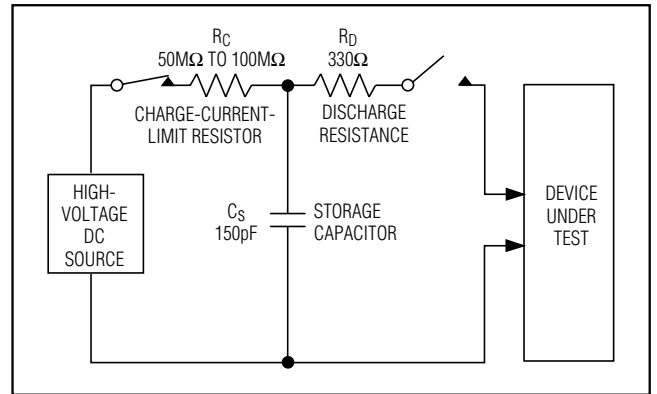 RC
50MΩ TO 100MΩ
CHARGE-CURRENT-
LIMIT RESISTOR
RD
330Ω
DISCHARGE
RESISTANCE
HIGH-
VOLTAGE
DC
SOURCE
CS
150pF
STORAGE
CAPACITOR
DEVICE
UNDER
TEST